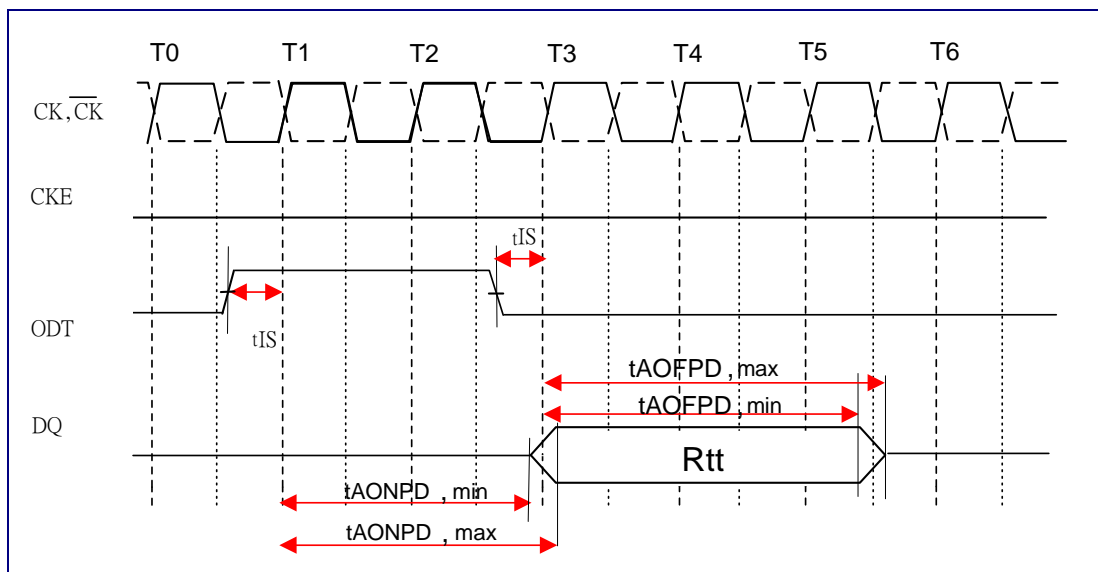 T0 T1 T2 T3 T4 T5 T6
CK, C̅K̅
CKE
tIS
ODT
tIS
tAOFPD, max
tAOFPD, min
DQ
Rtt
tAONPD, min
tAONPD, max